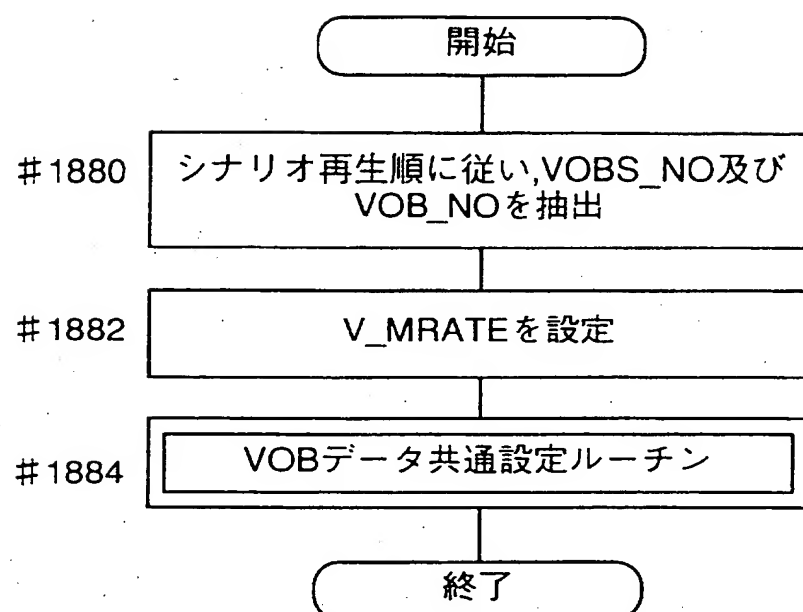 開始
#1880
シナリオ再生順に従い,VOBS_NO及び
VOB_NOを抽出
#1882
V_MRATEを設定
#1884
VOBデータ共通設定ルーチン
終了